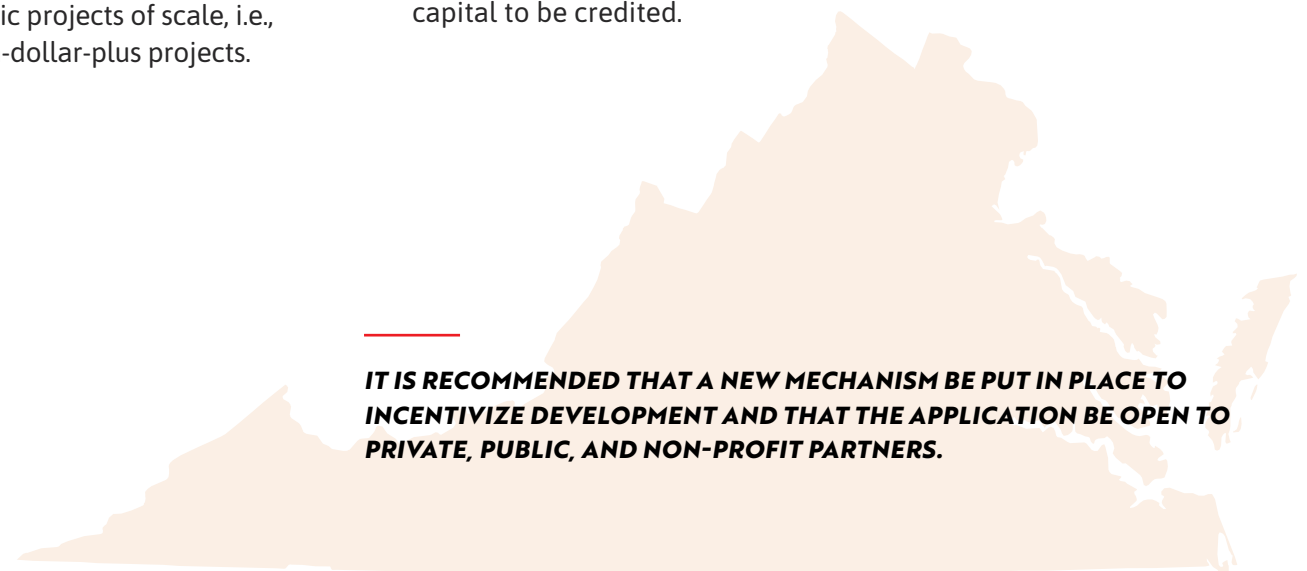 ic projects of scale, i.e.,
-dollar-plus projects.
capital to be credited.
IT IS RECOMMENDED THAT A NEW MECHANISM BE PUT IN PLACE TO
INCENTIVIZE DEVELOPMENT AND THAT THE APPLICATION BE OPEN TO
PRIVATE, PUBLIC, AND NON-PROFIT PARTNERS.